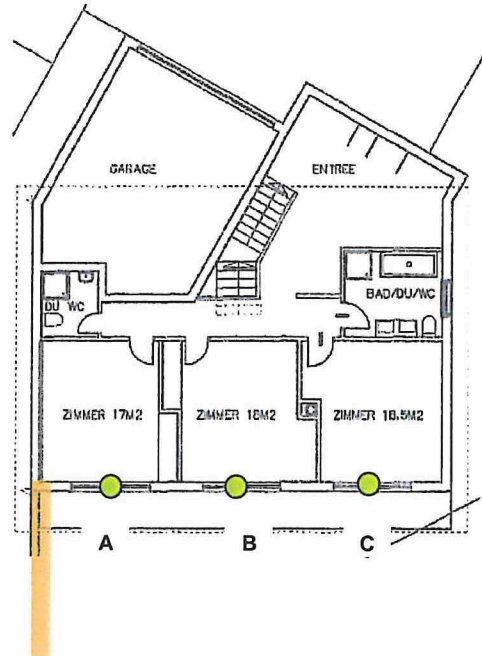 GARAGE
ENTREE
DU WC
BAD/DU/WC
ZIMMER 17M2
ZIMMER 18M2
ZIMMER 18.5M2
A
B
C